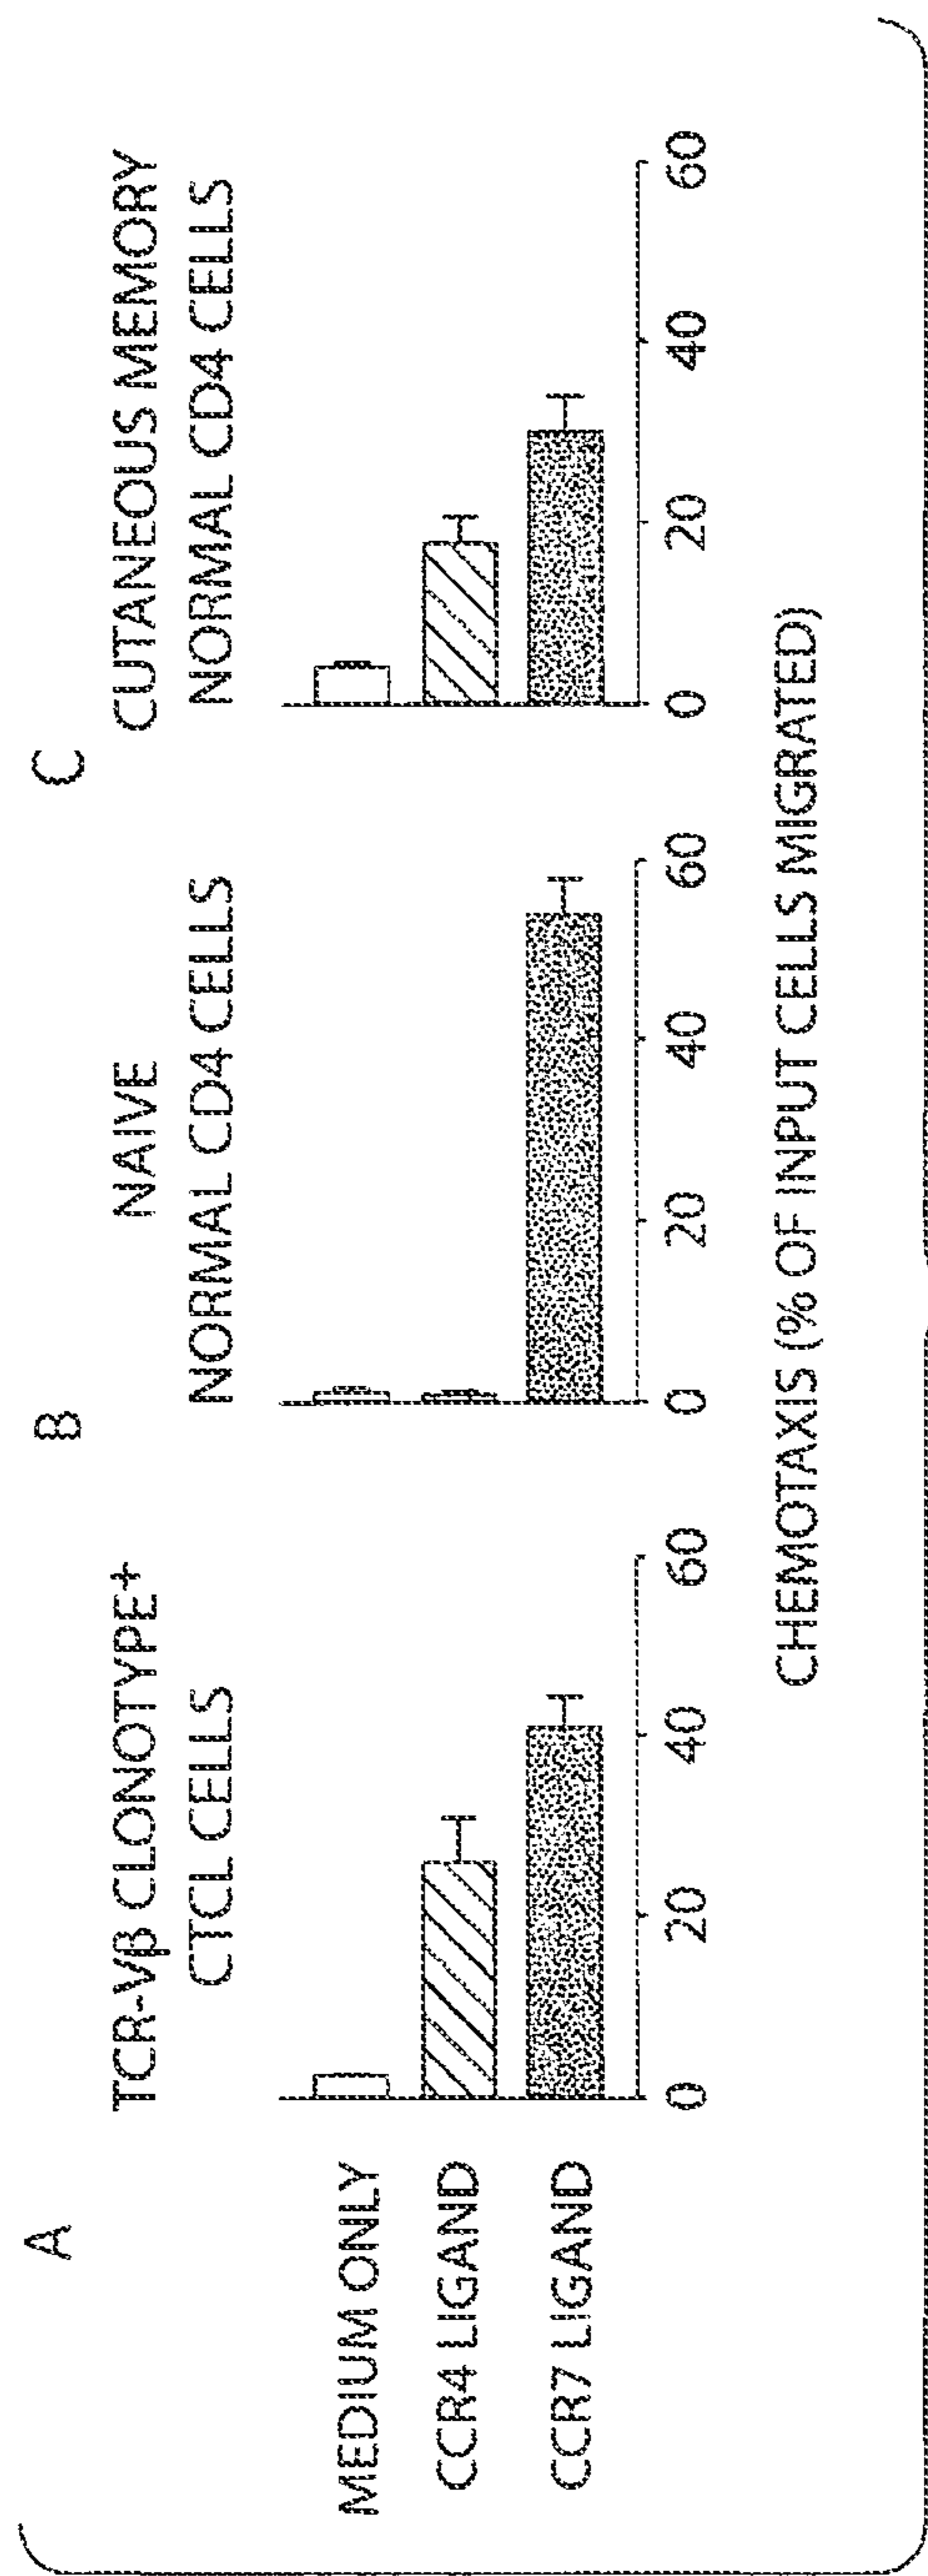 A
TCR-Vβ CLONOTYPE+
CTCL CELLS
B
NAIVE
NORMAL CD4 CELLS
C
CUTANEOUS MEMORY
NORMAL CD4 CELLS
MEDIUM ONLY
CCR4 LIGAND
CCR7 LIGAND
0 20 40 60
0 20 40 60
0 20 40 60
CHEMOTAXIS (% OF INPUT CELLS MIGRATED)